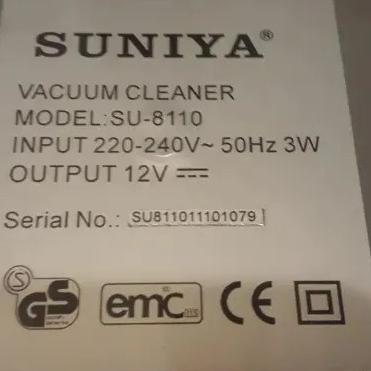 SUNIYA®
VACUUM CLEANER
MODEL:SU-8110
INPUT 220-240V~ 50Hz 3W
OUTPUT 12V ⎓
Serial No.: SU811011101079
S
GS
emc
CE